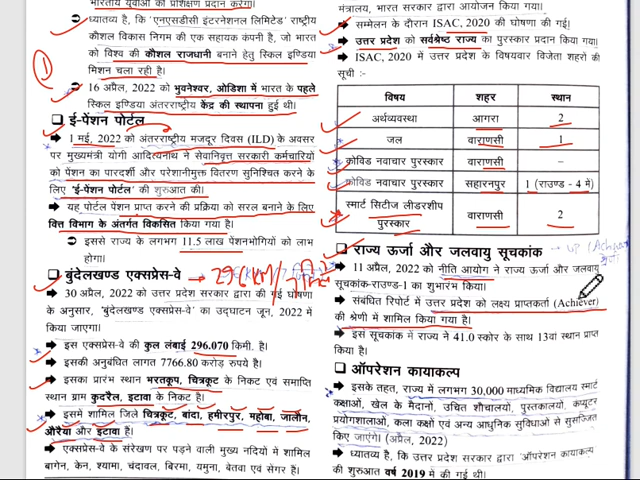 भारतीय युवाओं को प्रशिक्षण प्रदान करेगा।
ध्यातव्य है, कि 'एनएसडीसी इंटरनेशनल लिमिटेड' राष्ट्रीय
कौशल विकास निगम की एक सहायक कंपनी है, जो भारत
को विश्व की कौशल राजधानी बनाने हेतु स्किल इण्डिया
मिशन चला रही है।
16 अप्रैल, 2022 को भुवनेश्वर, ओडिशा में भारत के पहले
स्किल इण्डिया अंतरराष्ट्रीय केंद्र की स्थापना हुई थी।
ई-पेंशन पोर्टल
1 मई, 2022 को अंतरराष्ट्रीय मजदूर दिवस (ILD) के अवसर
पर मुख्यमंत्री योगी आदित्यनाथ ने सेवानिवृत्त सरकारी कर्मचारियों
को पेंशन का पारदर्शी और परेशानीमुक्त वितरण सुनिश्चित करने के
लिए 'ई-पेंशन पोर्टल' की शुरुआत की।
यह पोर्टल पेंशन प्राप्त करने की प्रक्रिया को सरल बनाने के लिए
वित्त विभाग के अंतर्गत विकसित किया गया है।
इससे राज्य के लगभग 11.5 लाख पेंशनभोगियों को लाभ
होगा।
बुंदेलखण्ड एक्सप्रेस-वे
296 KM/7 जिले
30 अप्रैल, 2022 को उत्तर प्रदेश सरकार द्वारा की गई घोषणा
के अनुसार, 'बुंदेलखण्ड एक्सप्रेस-वे' का उद्घाटन जून, 2022 में
किया जाएगा।
इस एक्सप्रेस-वे की कुल लंबाई 296.070 किमी. है।
इसकी अनुबंधित लागत 7766.80 करोड़ रुपये है।
इसका प्रारंभ स्थान भरतकूप, चित्रकूट के निकट एवं समाप्ति
स्थान ग्राम कुदरैल, इटावा के निकट है।
इसमें शामिल जिले चित्रकूट, बांदा, हमीरपुर, महोबा, जालौन,
औरैया और इटावा है।
एक्सप्रेस-वे के संरेखण पर पड़ने वाली मुख्य नदियों में शामिल
बागेन, केन, श्यामा, चंदावल, बिरमा, यमुना, बेतवा एवं सेंगर है।
मंत्रालय, भारत सरकार द्वारा आयोजन किया गया।
सम्मेलन के दौरान ISAC, 2020 की घोषणा की गई।
उत्तर प्रदेश को सर्वश्रेष्ठ राज्य का पुरस्कार प्रदान किया गया।
ISAC, 2020 में उत्तर प्रदेश के विषयवार विजेता शहरों की
सूची :-
विषय शहर स्थान
अर्थव्यवस्था आगरा 2
जल वाराणसी 1
कोविड नवाचार पुरस्कार वाराणसी –
कोविड नवाचार पुरस्कार सहारनपुर 1 (राउण्ड - 4 में)
स्मार्ट सिटीज लीडरशीप
पुरस्कार वाराणसी 2
राज्य ऊर्जा और जलवायु सूचकांक
11 अप्रैल, 2022 को नीति आयोग ने राज्य ऊर्जा और जलवायु
सूचकांक-राउण्ड-1 का शुभारंभ किया।
संबंधित रिपोर्ट में उत्तर प्रदेश को लक्ष्य प्राप्तकर्ता (Achiever)
की श्रेणी में शामिल किया गया है।
इस सूचकांक में राज्य ने 41.0 स्कोर के साथ 13वां स्थान प्राप्त
किया है।
ऑपरेशन कायाकल्प
इसके तहत, राज्य में लगभग 30,000 माध्यमिक विद्यालय स्मार्ट
कक्षाओं, खेल के मैदानों, उचित शौचालयो, पुस्तकालयो, कंप्यूटर
प्रयोगशालाओं, कला कक्षों एवं अन्य आधुनिक सुविधाओं से सुसज्जित
किए जाएंगे। (अप्रैल, 2022)
ध्यातव्य है, कि उत्तर प्रदेश सरकार द्वारा 'ऑपरेशन कायाकल्प
की शुरुआत वर्ष 2019 में की गई थी।